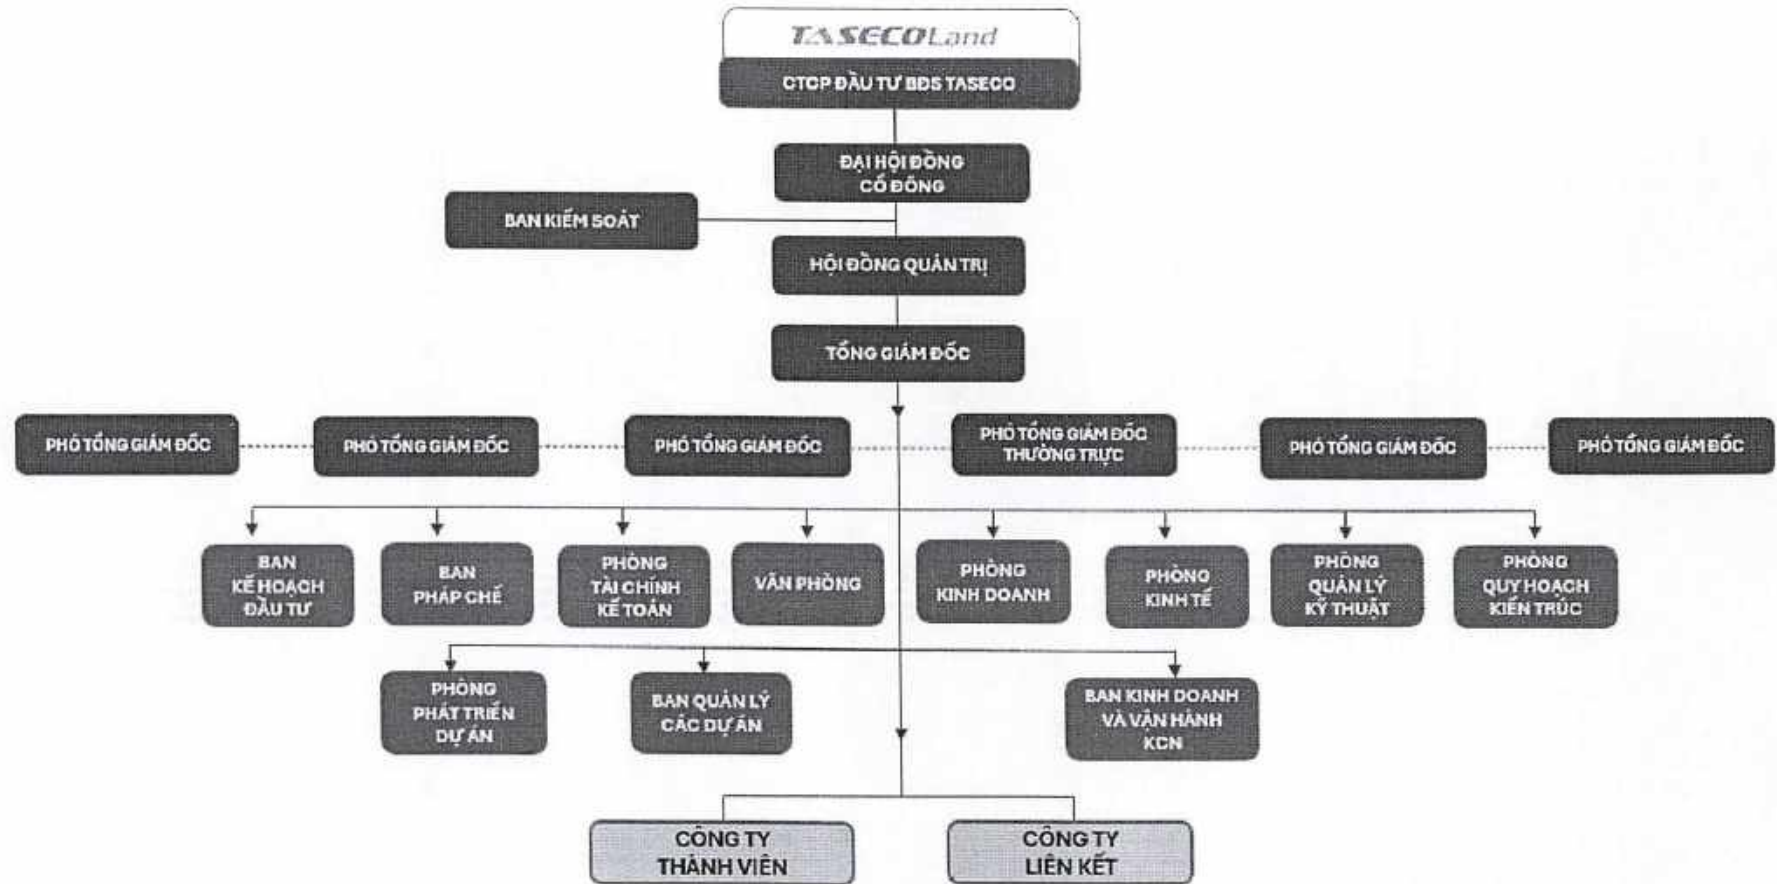 TASECOLand
CTCP ĐẦU TƯ BĐS TASECO
ĐẠI HỘI ĐỒNG
CỔ ĐÔNG
BAN KIỂM SOÁT
HỘI ĐỒNG QUẢN TRỊ
TỔNG GIÁM ĐỐC
PHÓ TỔNG GIÁM ĐỐC
PHÓ TỔNG GIÁM ĐỐC
PHÓ TỔNG GIÁM ĐỐC
PHÓ TỔNG GIÁM ĐỐC
THƯỜNG TRỰC
PHÓ TỔNG GIÁM ĐỐC
PHÓ TỔNG GIÁM ĐỐC
BAN
KẾ HOẠCH
ĐẦU TƯ
BAN
PHÁP CHẾ
PHÒNG
TÀI CHÍNH
KẾ TOÁN
VĂN PHÒNG
PHÒNG
KINH DOANH
PHÒNG
KINH TẾ
PHÒNG
QUẢN LÝ
KỸ THUẬT
PHÒNG
QUY HOẠCH
KIẾN TRÚC
PHÒNG
PHÁT TRIỂN
DỰ ÁN
BAN QUẢN LÝ
CÁC DỰ ÁN
BAN KINH DOANH
VÀ VẬN HÀNH
KCN
CÔNG TY
THÀNH VIÊN
CÔNG TY
LIÊN KẾT